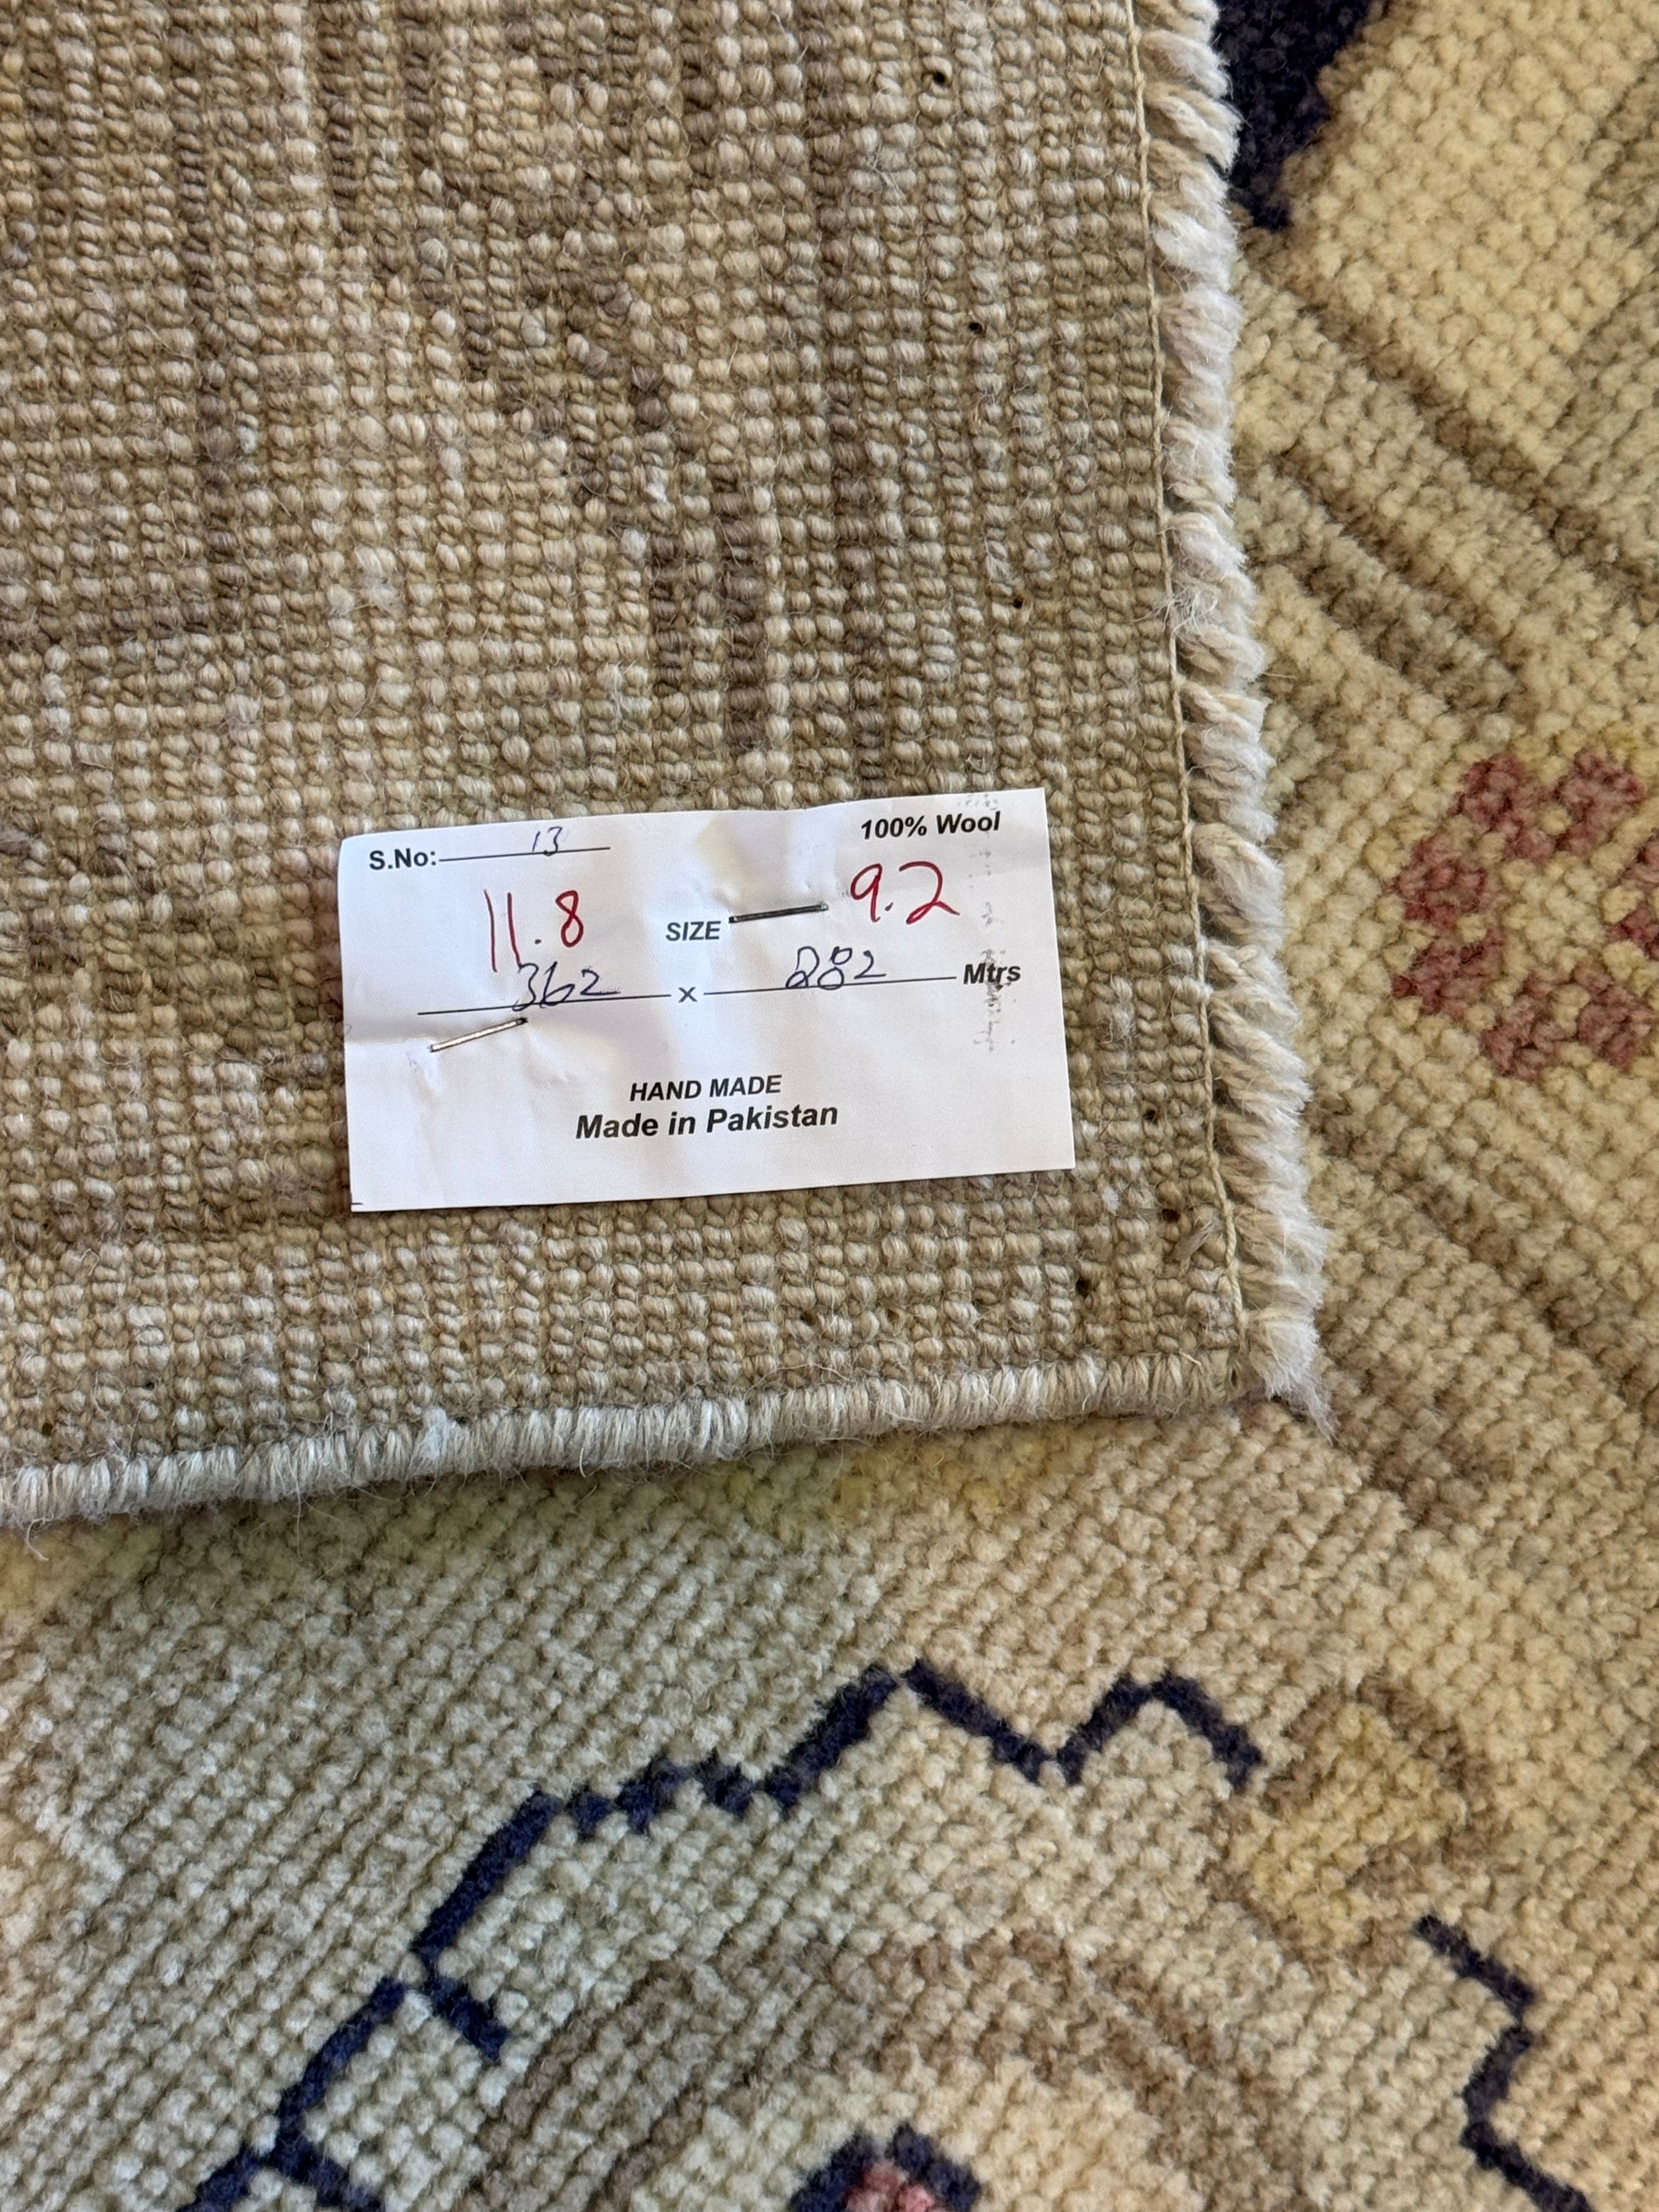 S.No: 13
100% Wool
11.8 SIZE 9.2
362 x 282 Mtrs
HAND MADE
Made in Pakistan